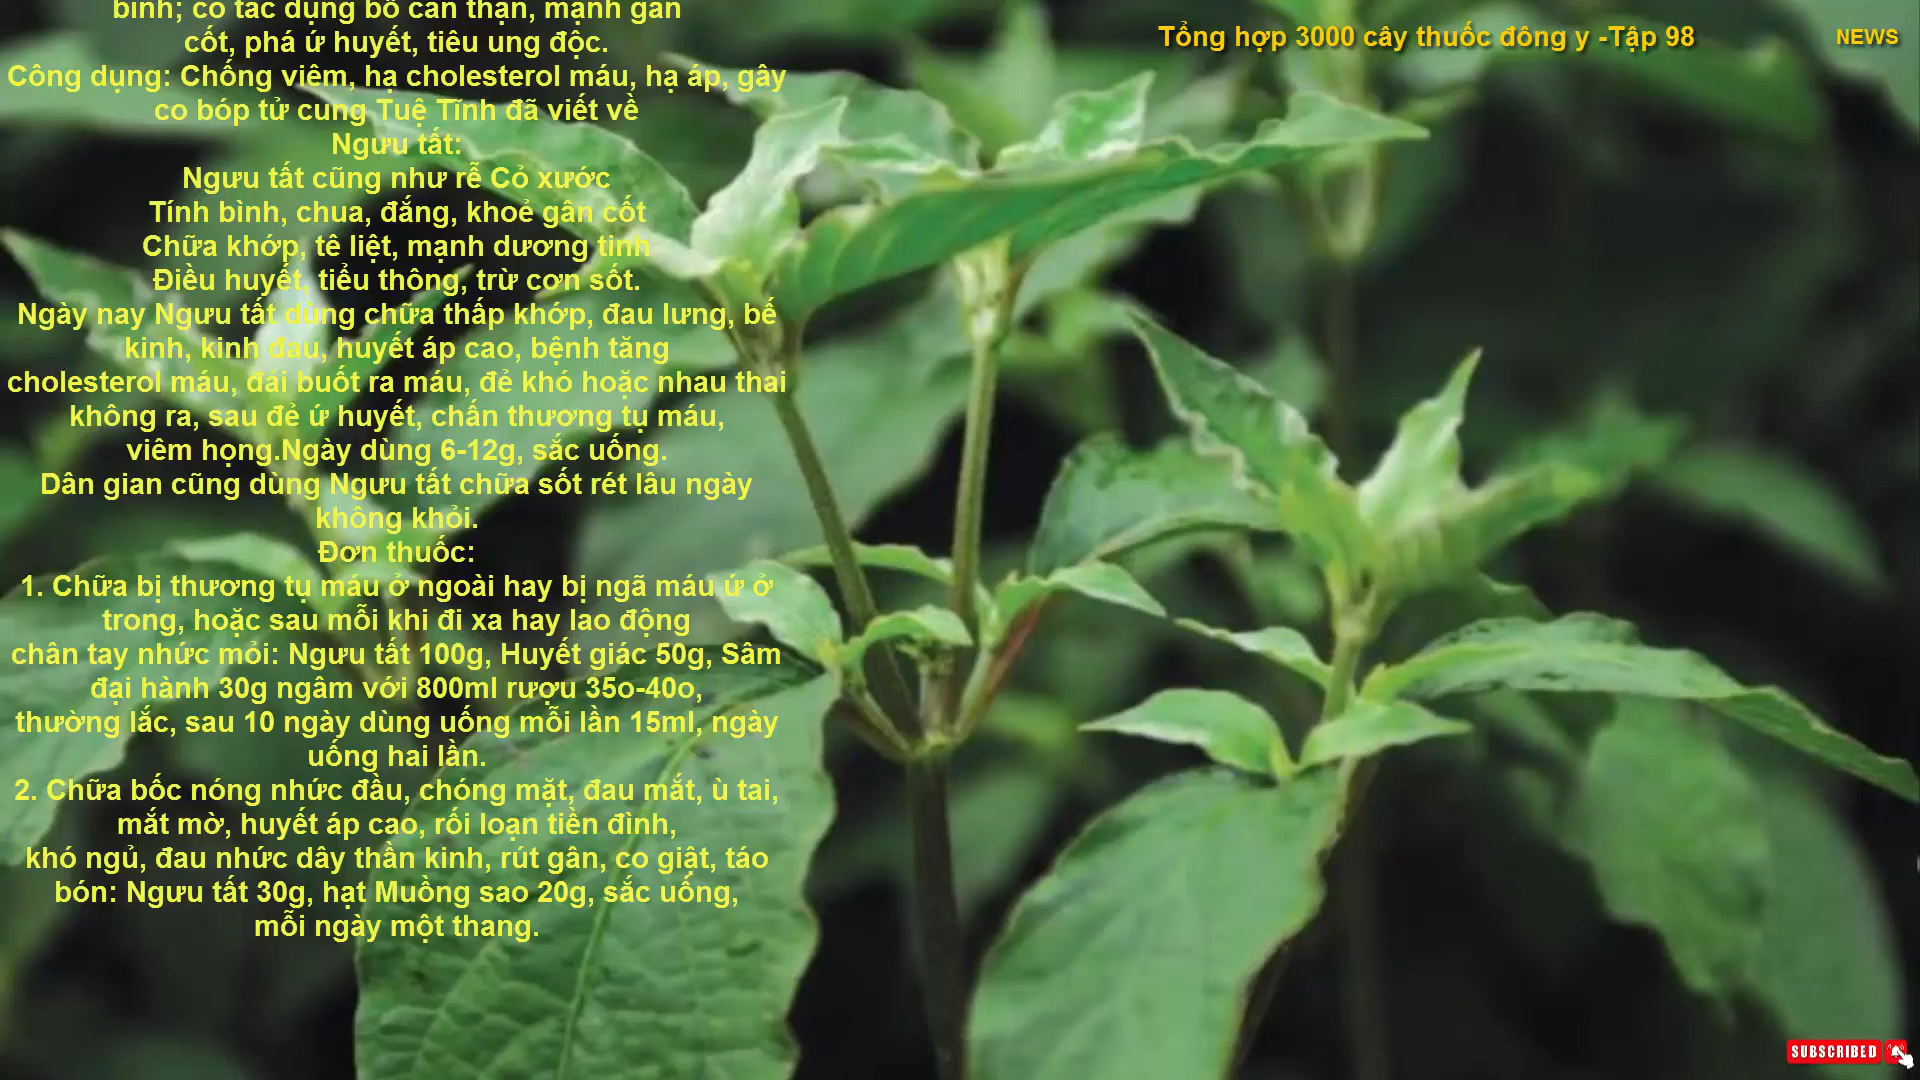 bình; có tác dụng bổ can thận, mạnh gân
cốt, phá ứ huyết, tiêu ung độc.
Công dụng: Chống viêm, hạ cholesterol máu, hạ áp, gây
co bóp tử cung Tuệ Tĩnh đã viết về
Ngưu tất:
Ngưu tất cũng như rễ Cỏ xước
Tính bình, chua, đắng, khoẻ gân cốt
Chữa khớp, tê liệt, mạnh dương tinh
Điều huyết, tiểu thông, trừ cơn sốt.
Ngày nay Ngưu tất dùng chữa thấp khớp, đau lưng, bế
kinh, kinh đau, huyết áp cao, bệnh tăng
cholesterol máu, đái buốt ra máu, đẻ khó hoặc nhau thai
không ra, sau đẻ ứ huyết, chấn thương tụ máu,
viêm họng.Ngày dùng 6-12g, sắc uống.
Dân gian cũng dùng Ngưu tất chữa sốt rét lâu ngày
không khỏi.
Đơn thuốc:
1. Chữa bị thương tụ máu ở ngoài hay bị ngã máu ứ ở
trong, hoặc sau mỗi khi đi xa hay lao động
chân tay nhức mỏi: Ngưu tất 100g, Huyết giác 50g, Sâm
đại hành 30g ngâm với 800ml rượu 35o-40o,
thường lắc, sau 10 ngày dùng uống mỗi lần 15ml, ngày
uống hai lần.
2. Chữa bốc nóng nhức đầu, chóng mặt, đau mắt, ù tai,
mắt mờ, huyết áp cao, rối loạn tiền đình,
khó ngủ, đau nhức dây thần kinh, rút gân, co giật, táo
bón: Ngưu tất 30g, hạt Muồng sao 20g, sắc uống,
mỗi ngày một thang.
Tổng hợp 3000 cây thuốc đông y -Tập 98
NEWS
SUBSCRIBED